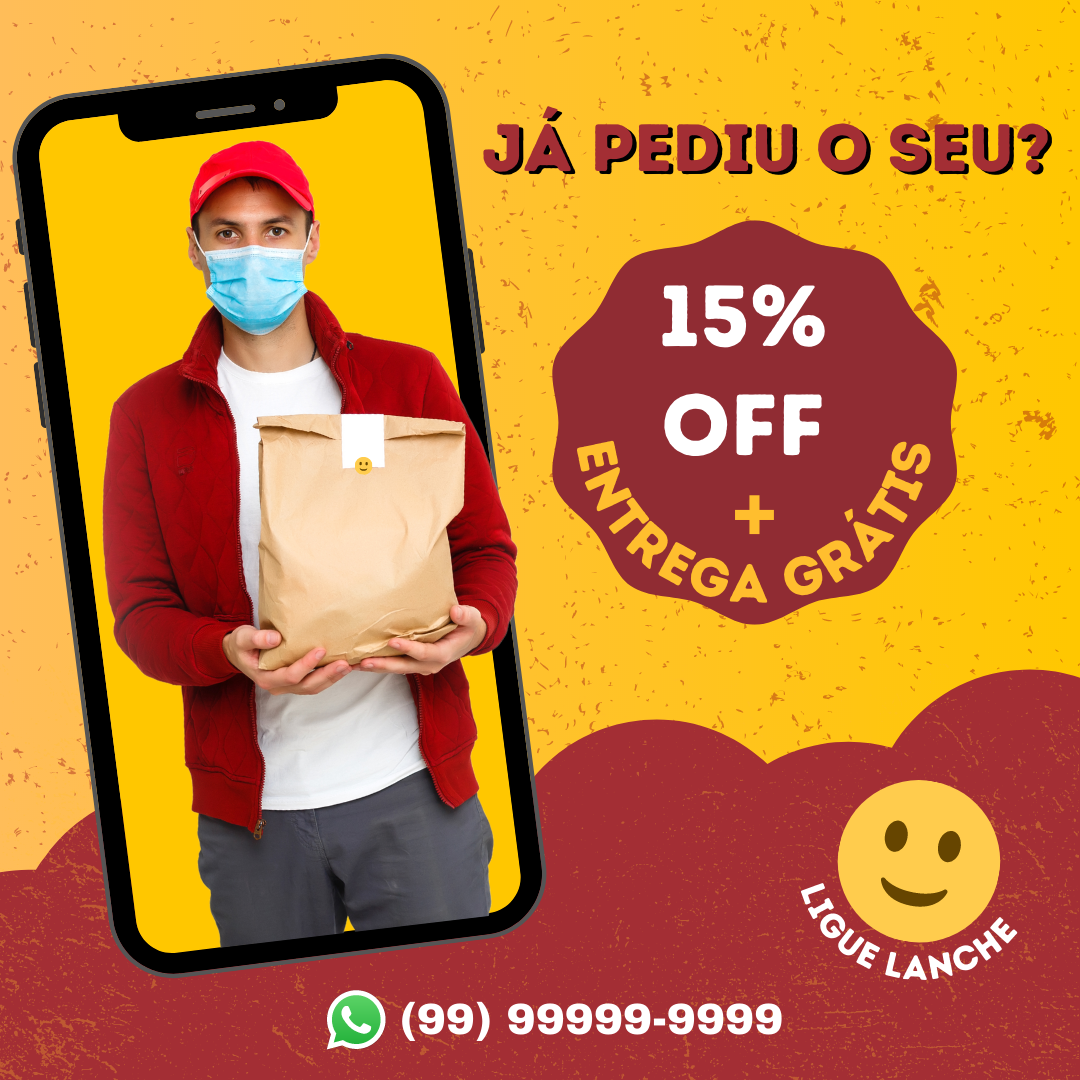 JÁ PEDIU O SEU?
15%
OFF
+
ENTREGA GRÁTIS
LIGUE LANCHE
(99) 99999-9999